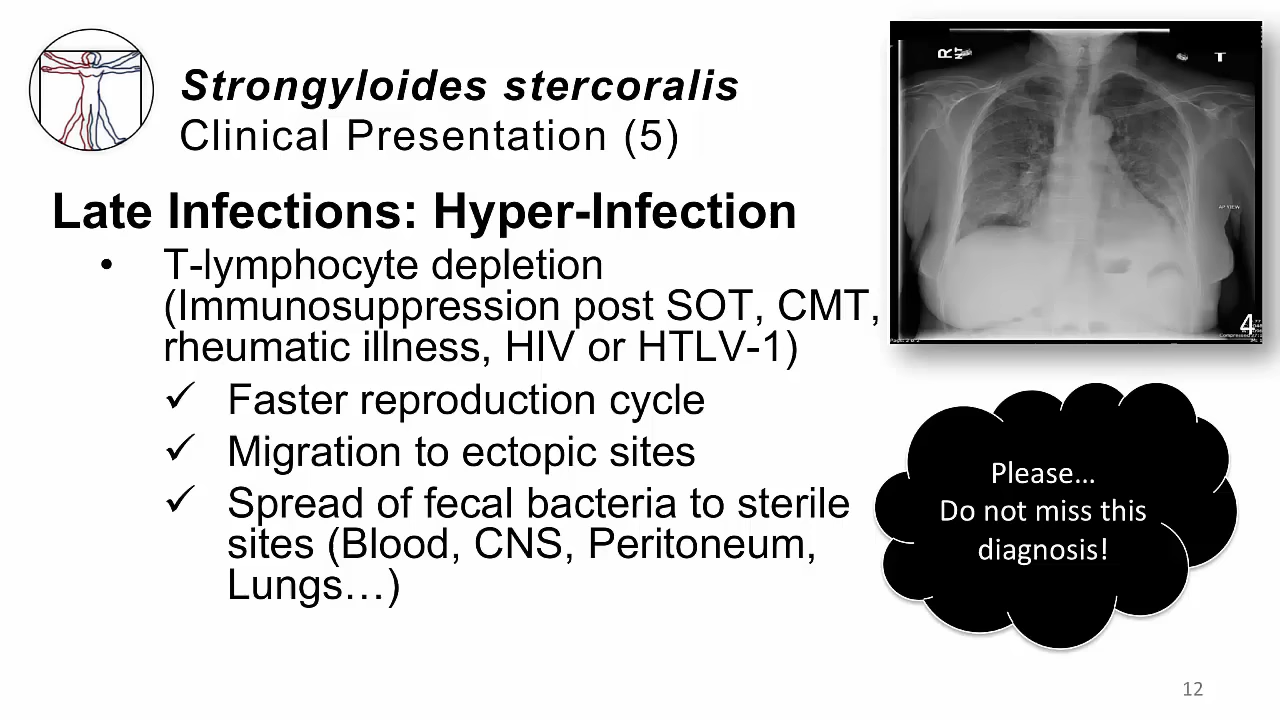 Strongyloides stercoralis
Clinical Presentation (5)
Late Infections: Hyper-Infection
• T-lymphocyte depletion
(Immunosuppression post SOT, CMT,
rheumatic illness, HIV or HTLV-1)
✓ Faster reproduction cycle
✓ Migration to ectopic sites
✓ Spread of fecal bacteria to sterile
sites (Blood, CNS, Peritoneum,
Lungs…)
R
T
AP VIEW
4
Please…
Do not miss this
diagnosis!
12